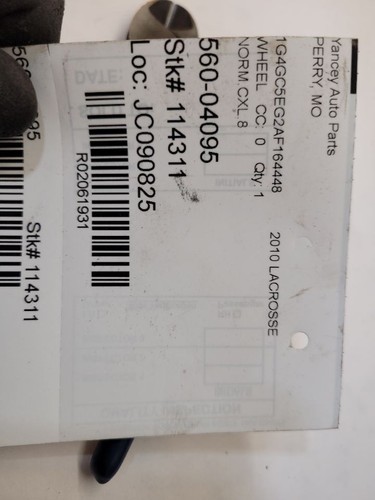 Yancey Auto Parts
PERRY, MO
1G4GC5EG2AF164448
2010 LACROSSE
WHEEL CC: 0 Qty: 1
NORM,CXL,8
560-04095
Stk# 114311
Loc: JC090825
R02061931
Stk# 114311